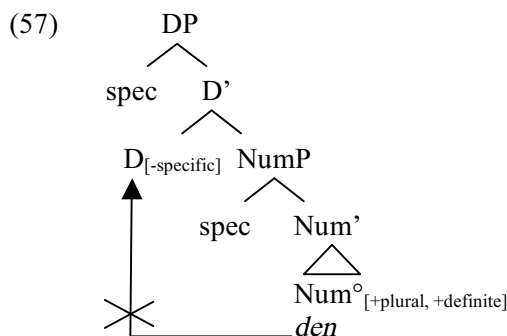 (57) DP
spec D’
D[-specific] NumP
spec Num’
Num°[+plural, +definite]
den